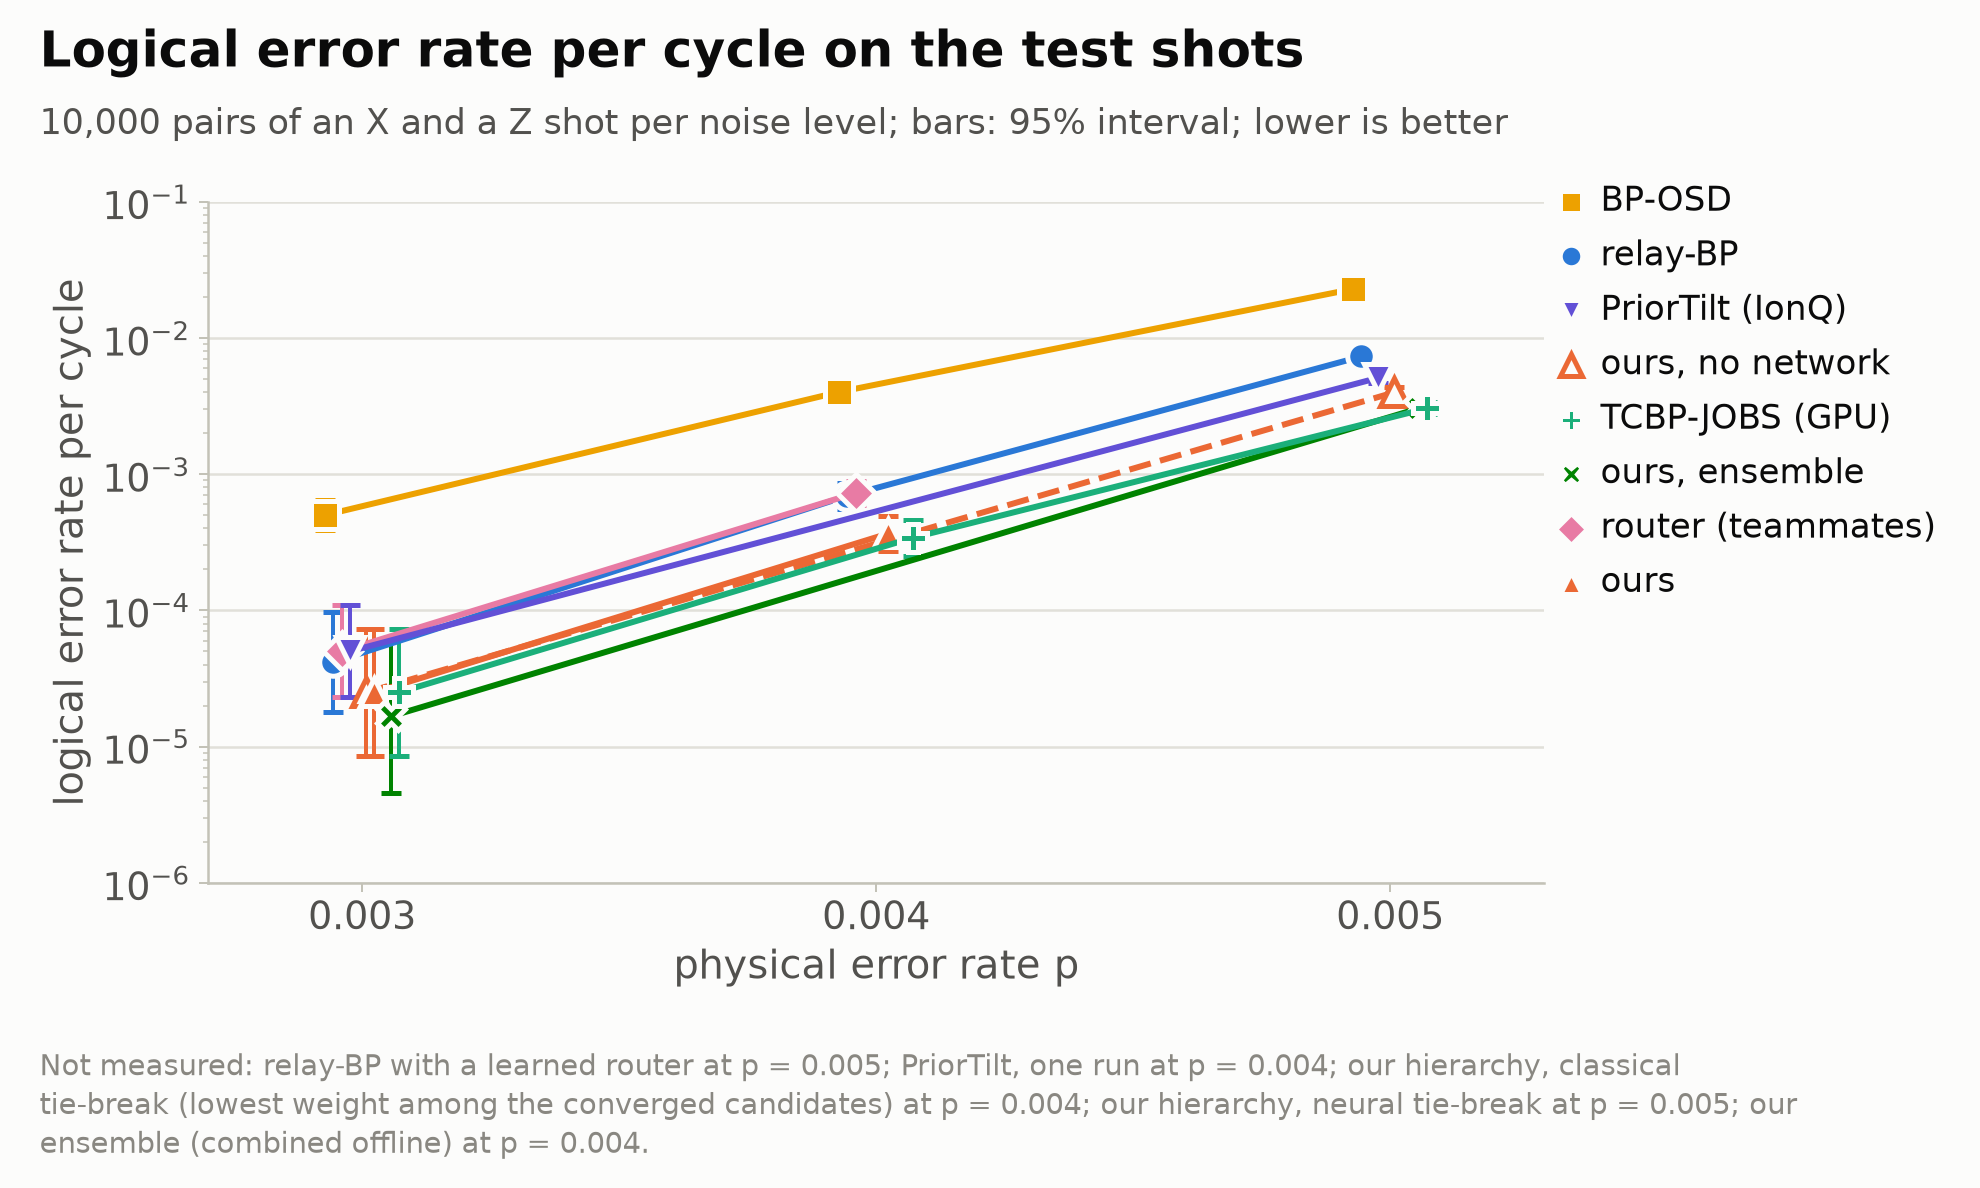 Logical error rate per cycle on the test shots
10,000 pairs of an X and a Z shot per noise level; bars: 95% interval; lower is better
logical error rate per cycle
10⁻¹
10⁻²
10⁻³
10⁻⁴
10⁻⁵
10⁻⁶
0.003
0.004
0.005
physical error rate p
BP-OSD
relay-BP
PriorTilt (IonQ)
ours, no network
TCBP-JOBS (GPU)
ours, ensemble
router (teammates)
ours
Not measured: relay-BP with a learned router at p = 0.005; PriorTilt, one run at p = 0.004; our hierarchy, classical
tie-break (lowest weight among the converged candidates) at p = 0.004; our hierarchy, neural tie-break at p = 0.005; our
ensemble (combined offline) at p = 0.004.